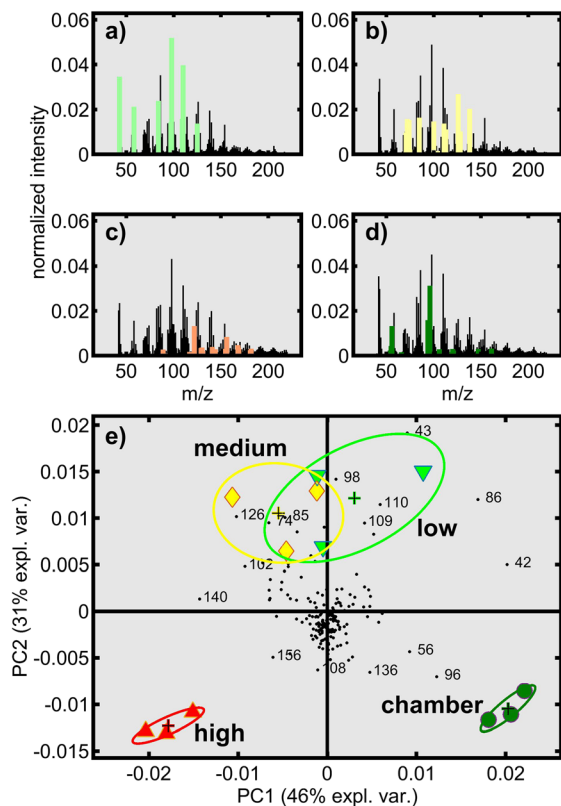 a)
b)
0.06
0.04
0.02
0
50 100 150 200
0.06
0.04
0.02
0
50 100 150 200
normalized intensity
c)
d)
0.06
0.04
0.02
0
50 100 150 200
m/z
0.06
0.04
0.02
0
50 100 150 200
m/z
e)
medium
low
high
chamber
43
98
86
110
126
74
85
109
102
42
140
156
108
136
56
96
0.02
0.015
0.01
0.005
0
-0.005
-0.01
-0.015
PC2 (31% expl. var.)
-0.02 -0.01 0 0.01 0.02
PC1 (46% expl. var.)